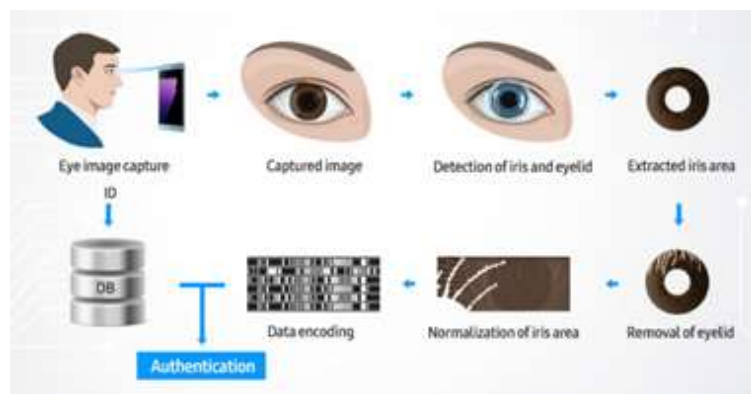 Eye image capture
Captured image
Detection of iris and eyelid
Extracted iris area
ID
DB
Data encoding
Normalization of iris area
Removal of eyelid
Authentication